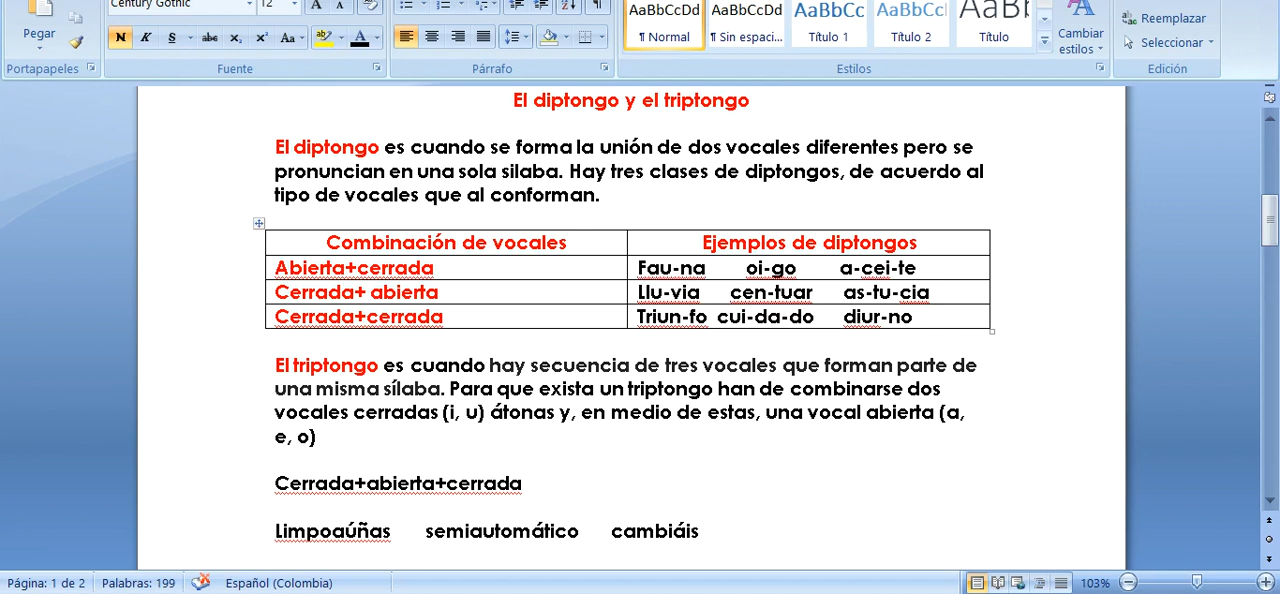 Century Gothic 12
Pegar
N K S abc X₂ X² Aa
Portapapeles Fuente Párrafo Estilos Edición
AaBbCcDd AaBbCcDd AaBbCc AaBbCc
¶ Normal ¶ Sin espaci... Título 1 Título 2 Título
Cambiar
estilos
Reemplazar
Seleccionar
El diptongo y el triptongo
El diptongo es cuando se forma la unión de dos vocales diferentes pero se
pronuncian en una sola silaba. Hay tres clases de diptongos, de acuerdo al
tipo de vocales que al conforman.
Combinación de vocales Ejemplos de diptongos
Abierta+cerrada Fau-na oi-go a-cei-te
Cerrada+ abierta Llu-via cen-tuar as-tu-cia
Cerrada+cerrada Triun-fo cui-da-do diur-no
El triptongo es cuando hay secuencia de tres vocales que forman parte de
una misma sílaba. Para que exista un triptongo han de combinarse dos
vocales cerradas (i, u) átonas y, en medio de estas, una vocal abierta (a,
e, o)
Cerrada+abierta+cerrada
Limpoaúñas semiautomático cambiáis
Página: 1 de 2 Palabras: 199 Español (Colombia) 103%